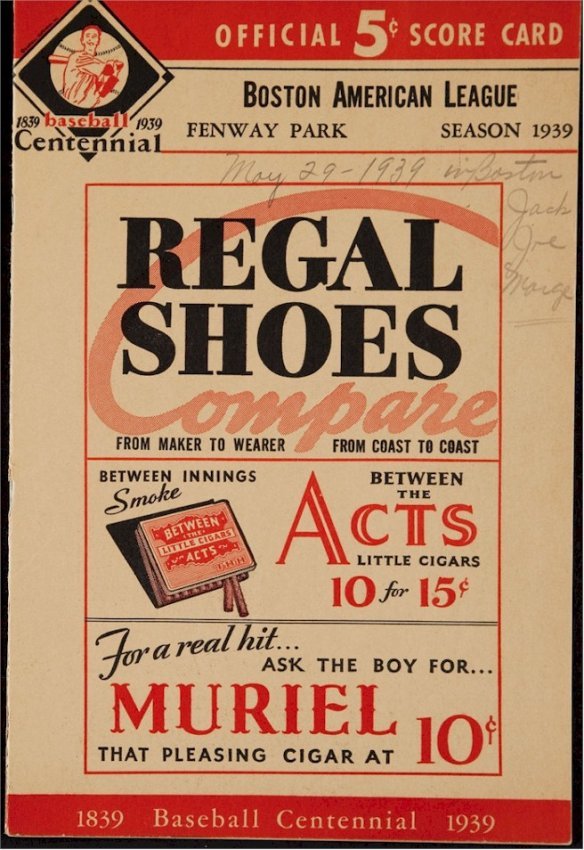 OFFICIAL 5¢ SCORE CARD
1839 baseball 1939
Centennial
BOSTON AMERICAN LEAGUE
FENWAY PARK SEASON 1939
May 29-1939 in Boston
Jack
Joe
Marge
REGAL
SHOES
Compare
FROM MAKER TO WEARER FROM COAST TO COAST
BETWEEN INNINGS
Smoke
BETWEEN
THE
LITTLE CIGARS
ACTS
BETWEEN
THE
ACTS
LITTLE CIGARS
10 for 15¢
For a real hit...
ASK THE BOY FOR...
MURIEL
THAT PLEASING CIGAR AT 10¢
1839 Baseball Centennial 1939